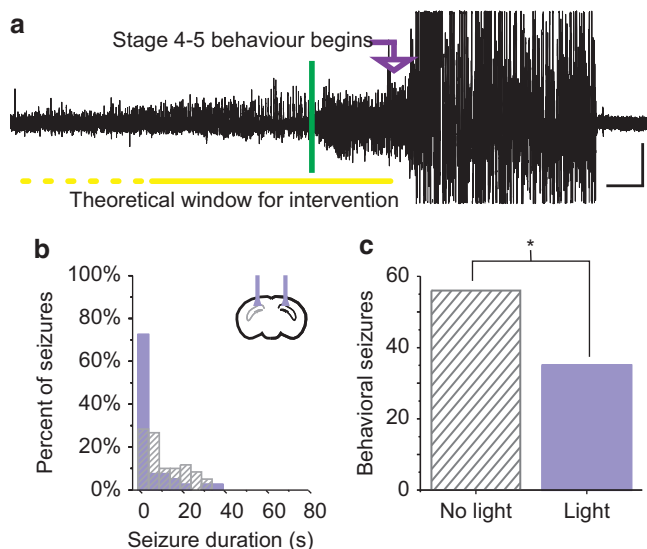 a
Stage 4-5 behaviour begins
Theoretical window for intervention
b
100%
80%
60%
40%
20%
0%
Percent of seizures
0 20 40 60 80
Seizure duration (s)
c
*
60
40
20
0
Behavioral seizures
No light Light